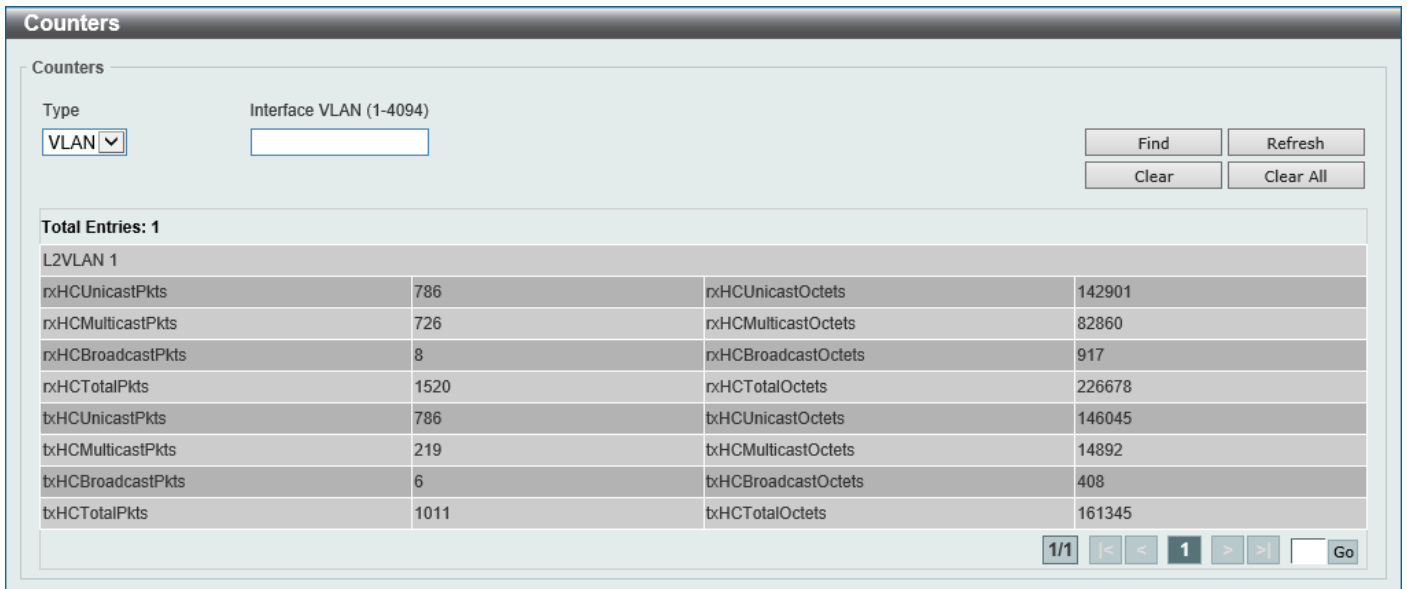 Counters
Counters
Type Interface VLAN (1-4094)
VLAN
Find Refresh
Clear Clear All
Total Entries: 1
L2VLAN 1
rxHCUnicastPkts 786 rxHCUnicastOctets 142901
rxHCMulticastPkts 726 rxHCMulticastOctets 82860
rxHCBroadcastPkts 8 rxHCBroadcastOctets 917
rxHCTotalPkts 1520 rxHCTotalOctets 226678
txHCUnicastPkts 786 txHCUnicastOctets 146045
txHCMulticastPkts 219 txHCMulticastOctets 14892
txHCBroadcastPkts 6 txHCBroadcastOctets 408
txHCTotalPkts 1011 txHCTotalOctets 161345
1/1 |< < 1 > >| Go